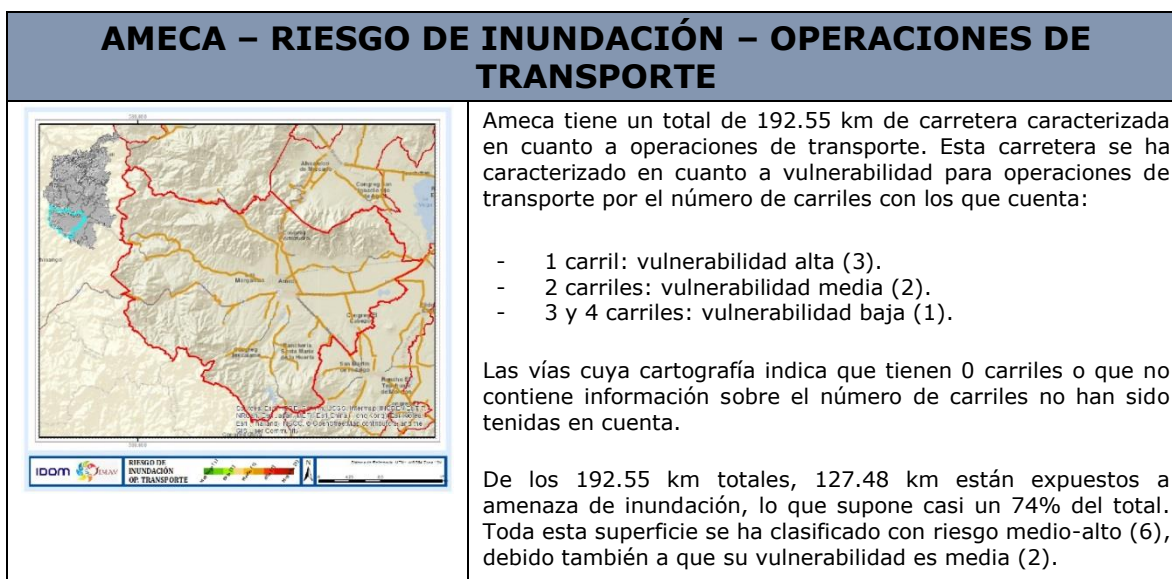 AMECA – RIESGO DE INUNDACIÓN – OPERACIONES DE
TRANSPORTE
Ameca tiene un total de 192.55 km de carretera caracterizada
en cuanto a operaciones de transporte. Esta carretera se ha
caracterizado en cuanto a vulnerabilidad para operaciones de
transporte por el número de carriles con los que cuenta:
- 1 carril: vulnerabilidad alta (3).
- 2 carriles: vulnerabilidad media (2).
- 3 y 4 carriles: vulnerabilidad baja (1).
Las vías cuya cartografía indica que tienen 0 carriles o que no
contiene información sobre el número de carriles no han sido
tenidas en cuenta.
De los 192.55 km totales, 127.48 km están expuestos a
amenaza de inundación, lo que supone casi un 74% del total.
Toda esta superficie se ha clasificado con riesgo medio-alto (6),
debido también a que su vulnerabilidad es media (2).
IDOM
RIESGO DE
INUNDACIÓN
OP. TRANSPORTE
N